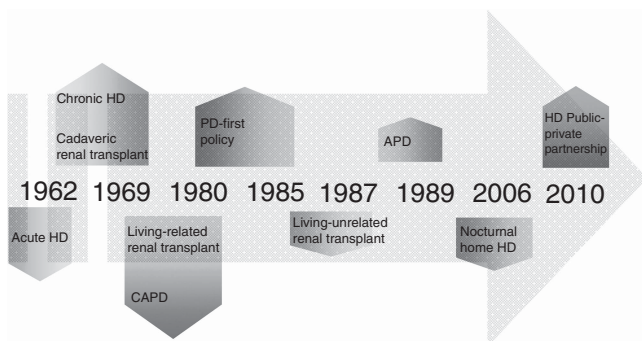 Chronic HD
Cadaveric
renal transplant
PD-first
policy
APD
HD Public-
private
partnership
1962 1969 1980 1985 1987 1989 2006 2010
Acute HD
Living-related
renal transplant
CAPD
Living-unrelated
renal transplant
Nocturnal
home HD